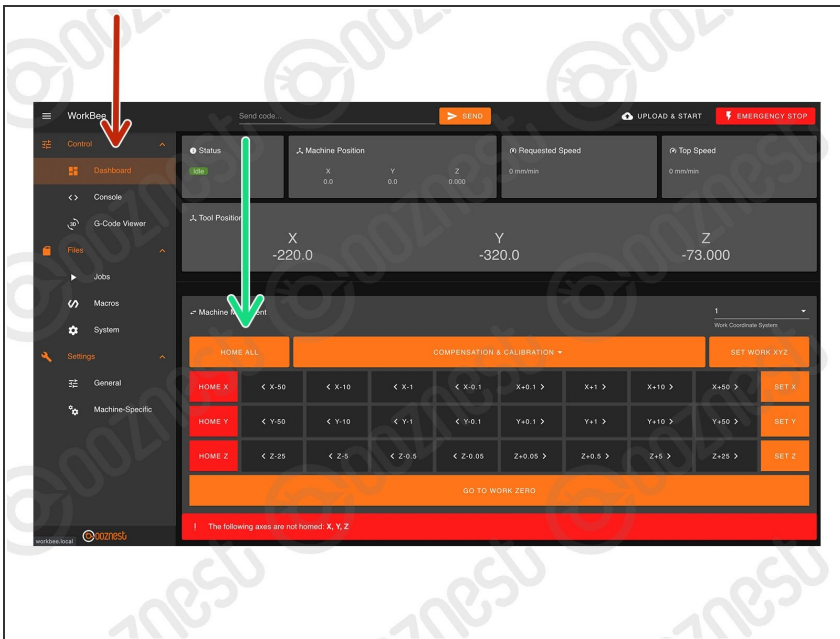 WorkBee
Send code...
SEND
UPLOAD & START
EMERGENCY STOP
Control
Dashboard
Console
G-Code Viewer
Files
Jobs
Macros
System
Settings
General
Machine-Specific
Status
Idle
Machine Position
X Y Z
0.0 0.0 0.000
Requested Speed
0 mm/min
Top Speed
0 mm/min
Tool Position
X Y Z
-220.0 -320.0 -73.000
1
Work Coordinate System
HOME ALL COMPENSATION & CALIBRATION SET WORK XYZ
HOME X < X-50 < X-10 < X-1 < X-0.1 X+0.1 > X+1 > X+10 > X+50 > SET X
HOME Y < Y-50 < Y-10 < Y-1 < Y-0.1 Y+0.1 > Y+1 > Y+10 > Y+50 > SET Y
HOME Z < Z-25 < Z-5 < Z-0.5 < Z-0.05 Z+0.05 > Z+0.5 > Z+5 > Z+25 > SET Z
GO TO WORK ZERO
! The following axes are not homed: X, Y, Z
workbee.local
ooznest